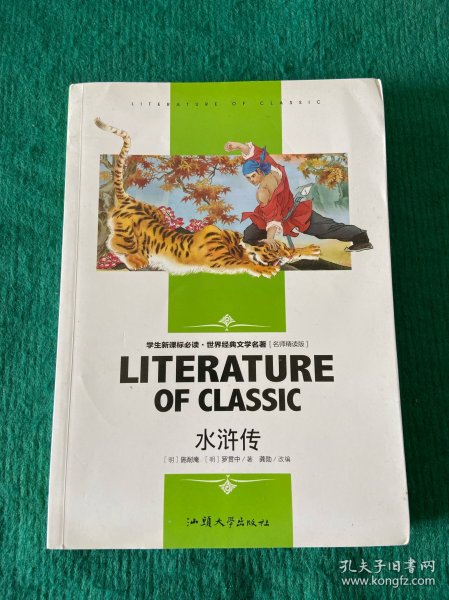 LITERATURE OF CLASSIC
学生新课标必读·世界经典文学名著［名师精读版］
LITERATURE
OF CLASSIC
水浒传
［明］施耐庵 ［明］罗贯中／著 龚勋／改编
汕頭大學出版社
孔夫子旧书网
www.kongfz.com